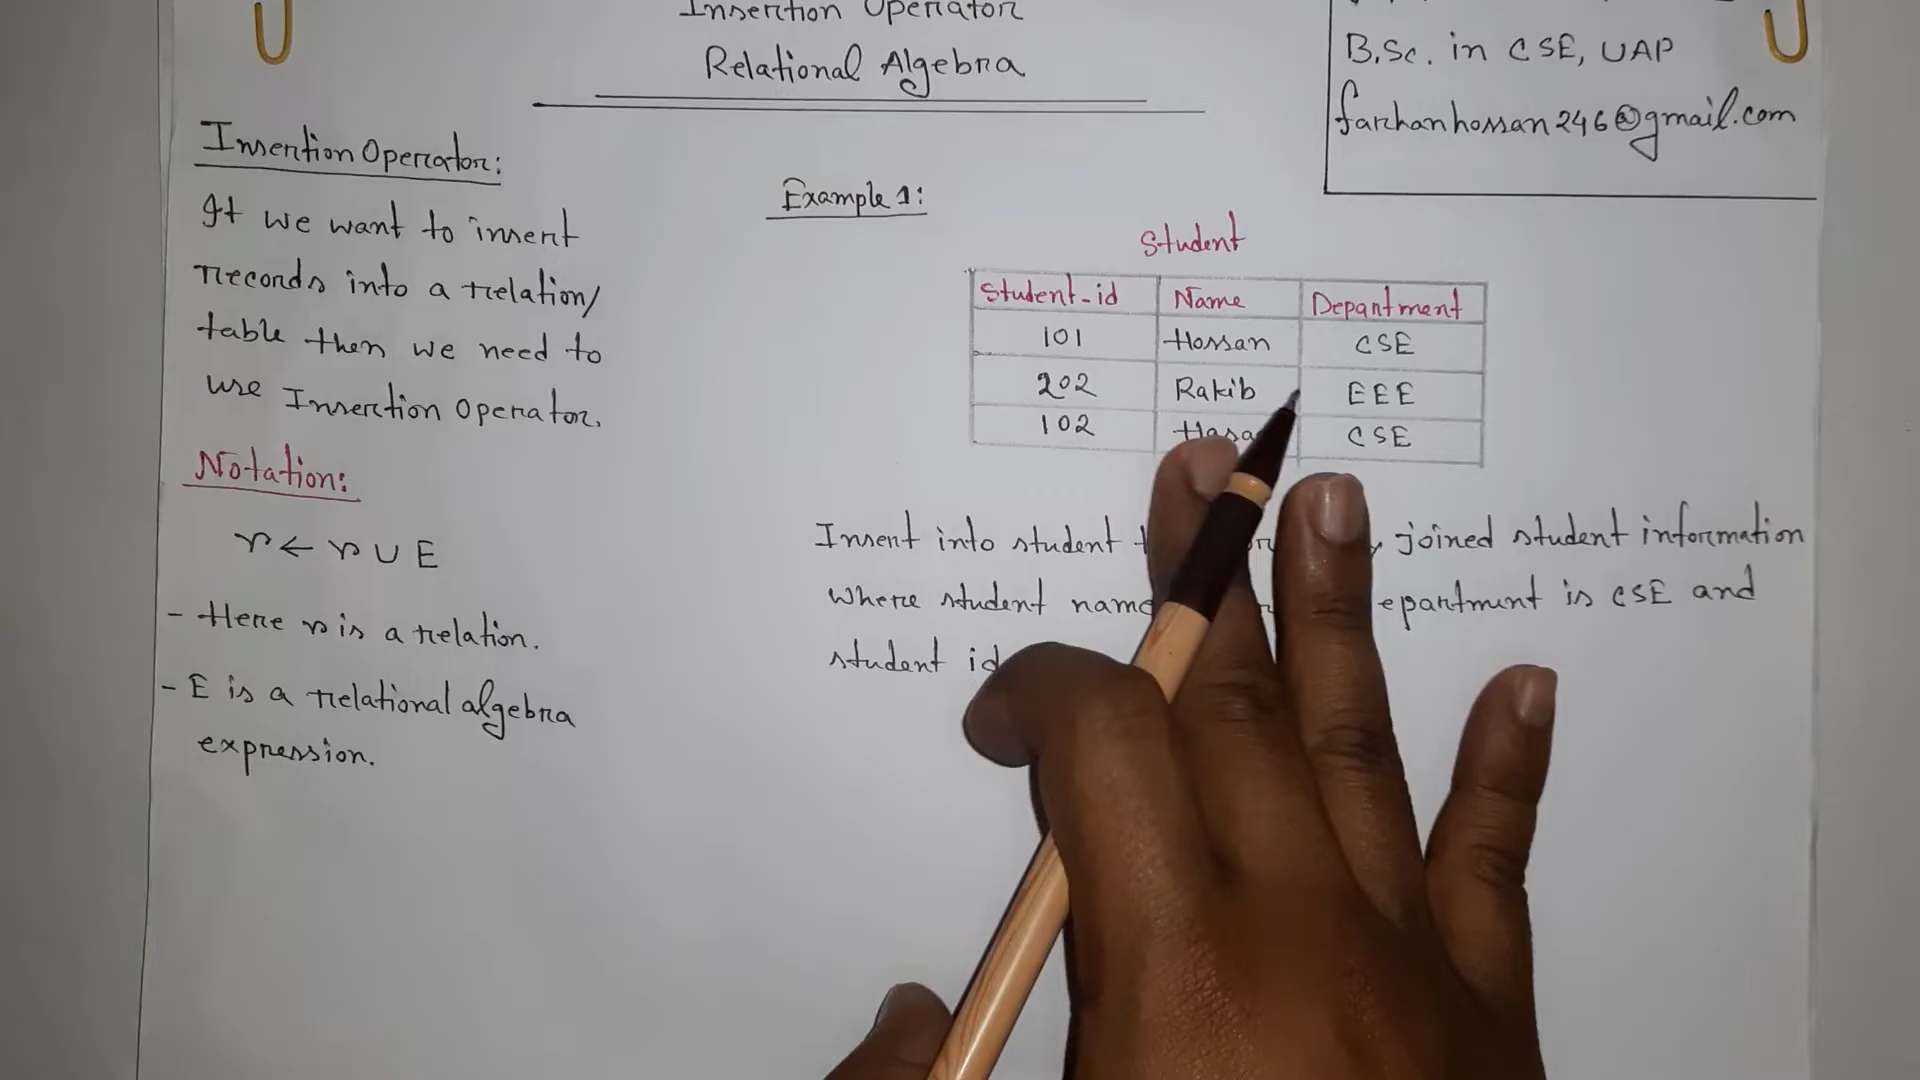 Insertion Operator
Relational Algebra
B.Sc. in CSE, UAP
farhanhossan246@gmail.com
Insertion Operator:
If we want to insert
records into a relation/
table then we need to
use Insertion Operator.
Notation:
r ← r ∪ E
- Here r is a relation.
- E is a relational algebra
expression.
Example 1:
Student
Student-id Name Department
101 Hossan CSE
202 Rakib EEE
102 CSE
Insert into student joined student information
where student name is CSE and
student id